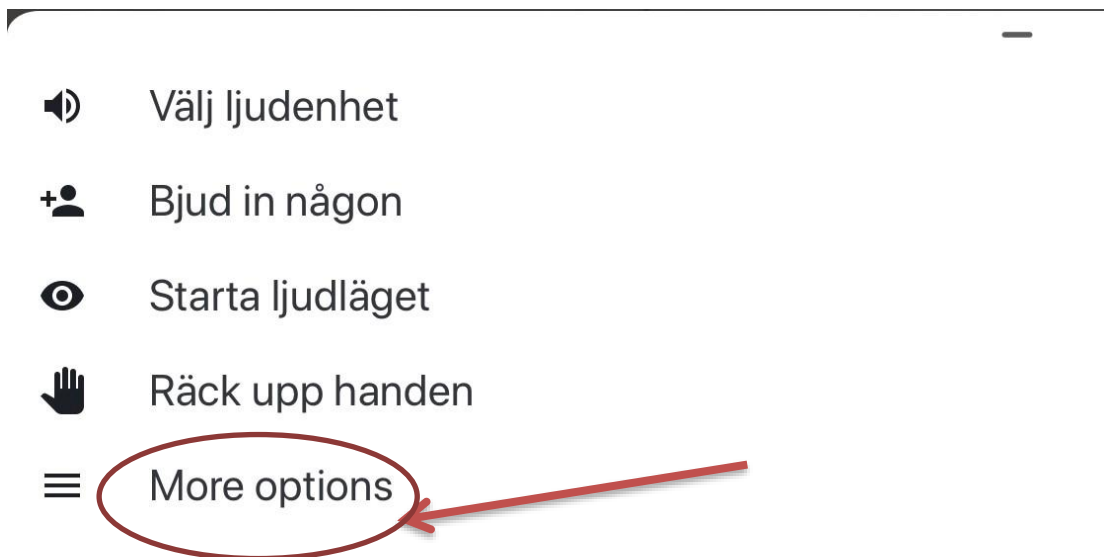 Välj ljudenhet
Bjud in någon
Starta ljudläget
Räck upp handen
More options